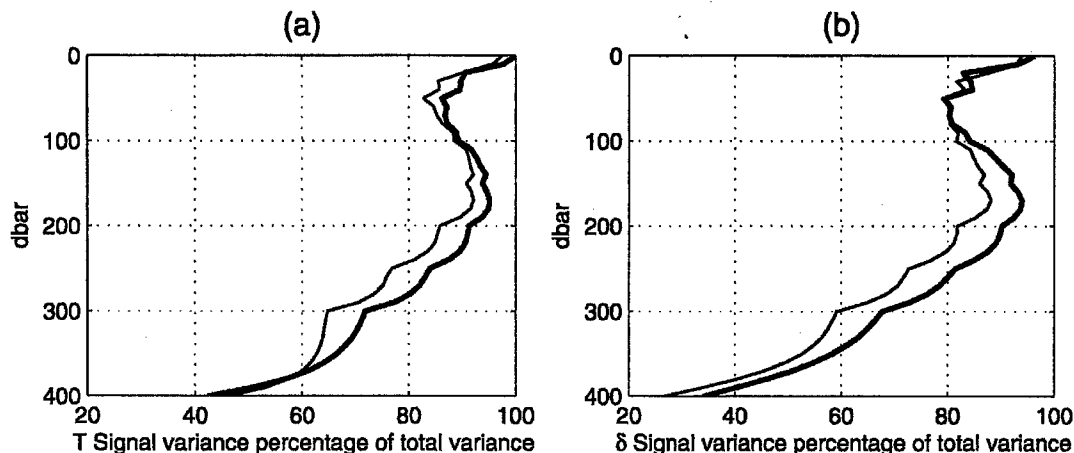 (a)
0
100
200
300
400
dbar
20 40 60 80 100
T Signal variance percentage of total variance
(b)
0
100
200
300
400
dbar
20 40 60 80 100
δ Signal variance percentage of total variance